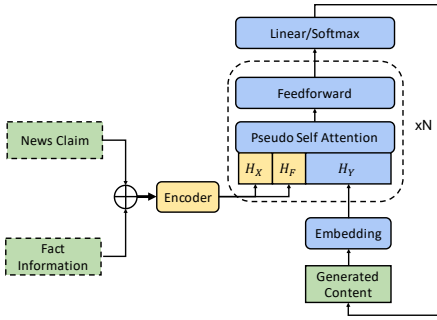 Linear/Softmax
Feedforward
xN
News Claim
Pseudo Self Attention
H_X H_F H_Y
Encoder
Fact
Information
Embedding
Generated
Content